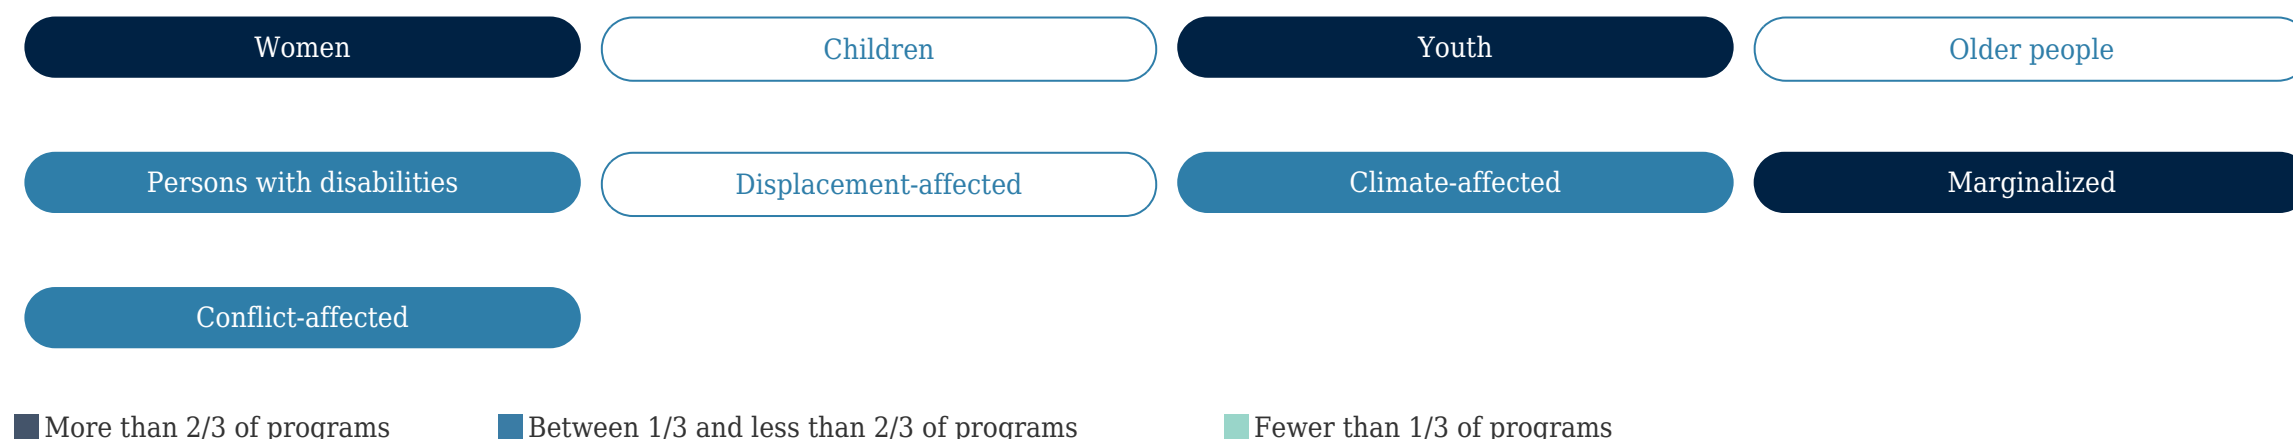 Women
Children
Youth
Older people
Persons with disabilities
Displacement-affected
Climate-affected
Marginalized
Conflict-affected
More than 2/3 of programs
Between 1/3 and less than 2/3 of programs
Fewer than 1/3 of programs